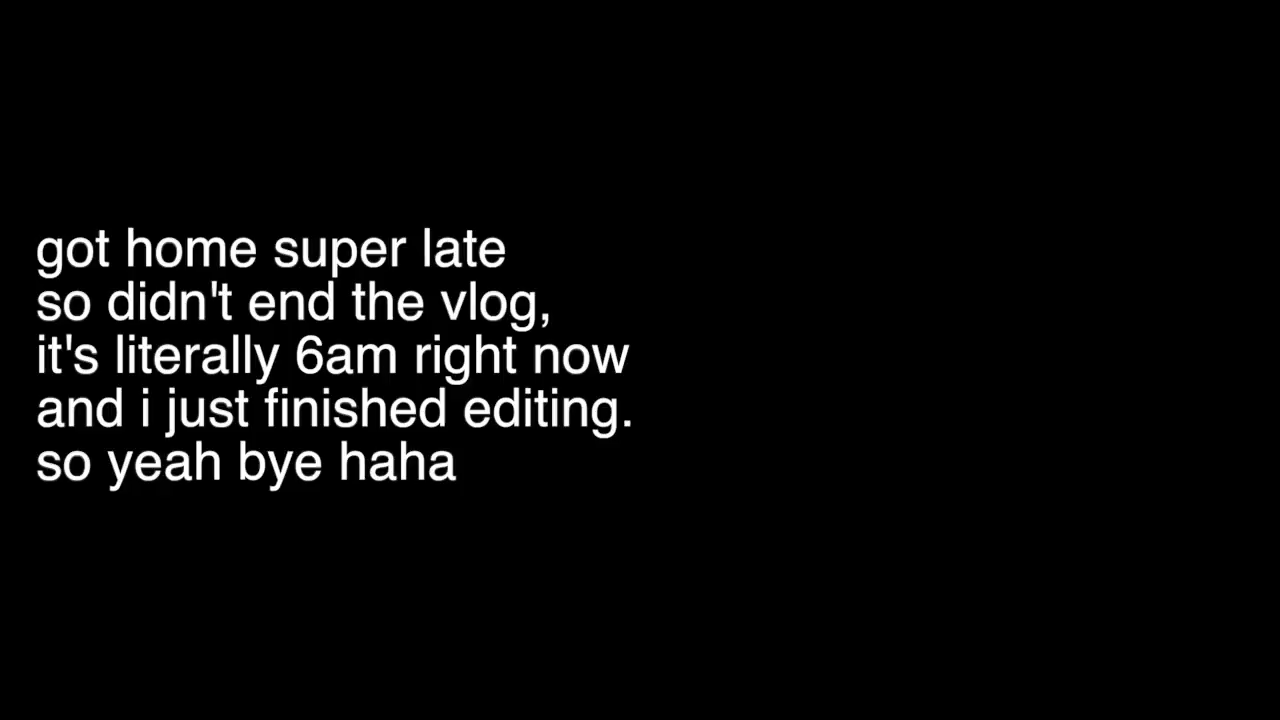 got home super late
so didn't end the vlog,
it's literally 6am right now
and i just finished editing.
so yeah bye haha